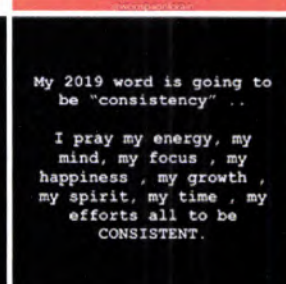 My 2019 word is going to
be "consistency" ..
I pray my energy, my
mind, my focus , my
happiness , my growth ,
my spirit, my time , my
efforts all to be
CONSISTENT.